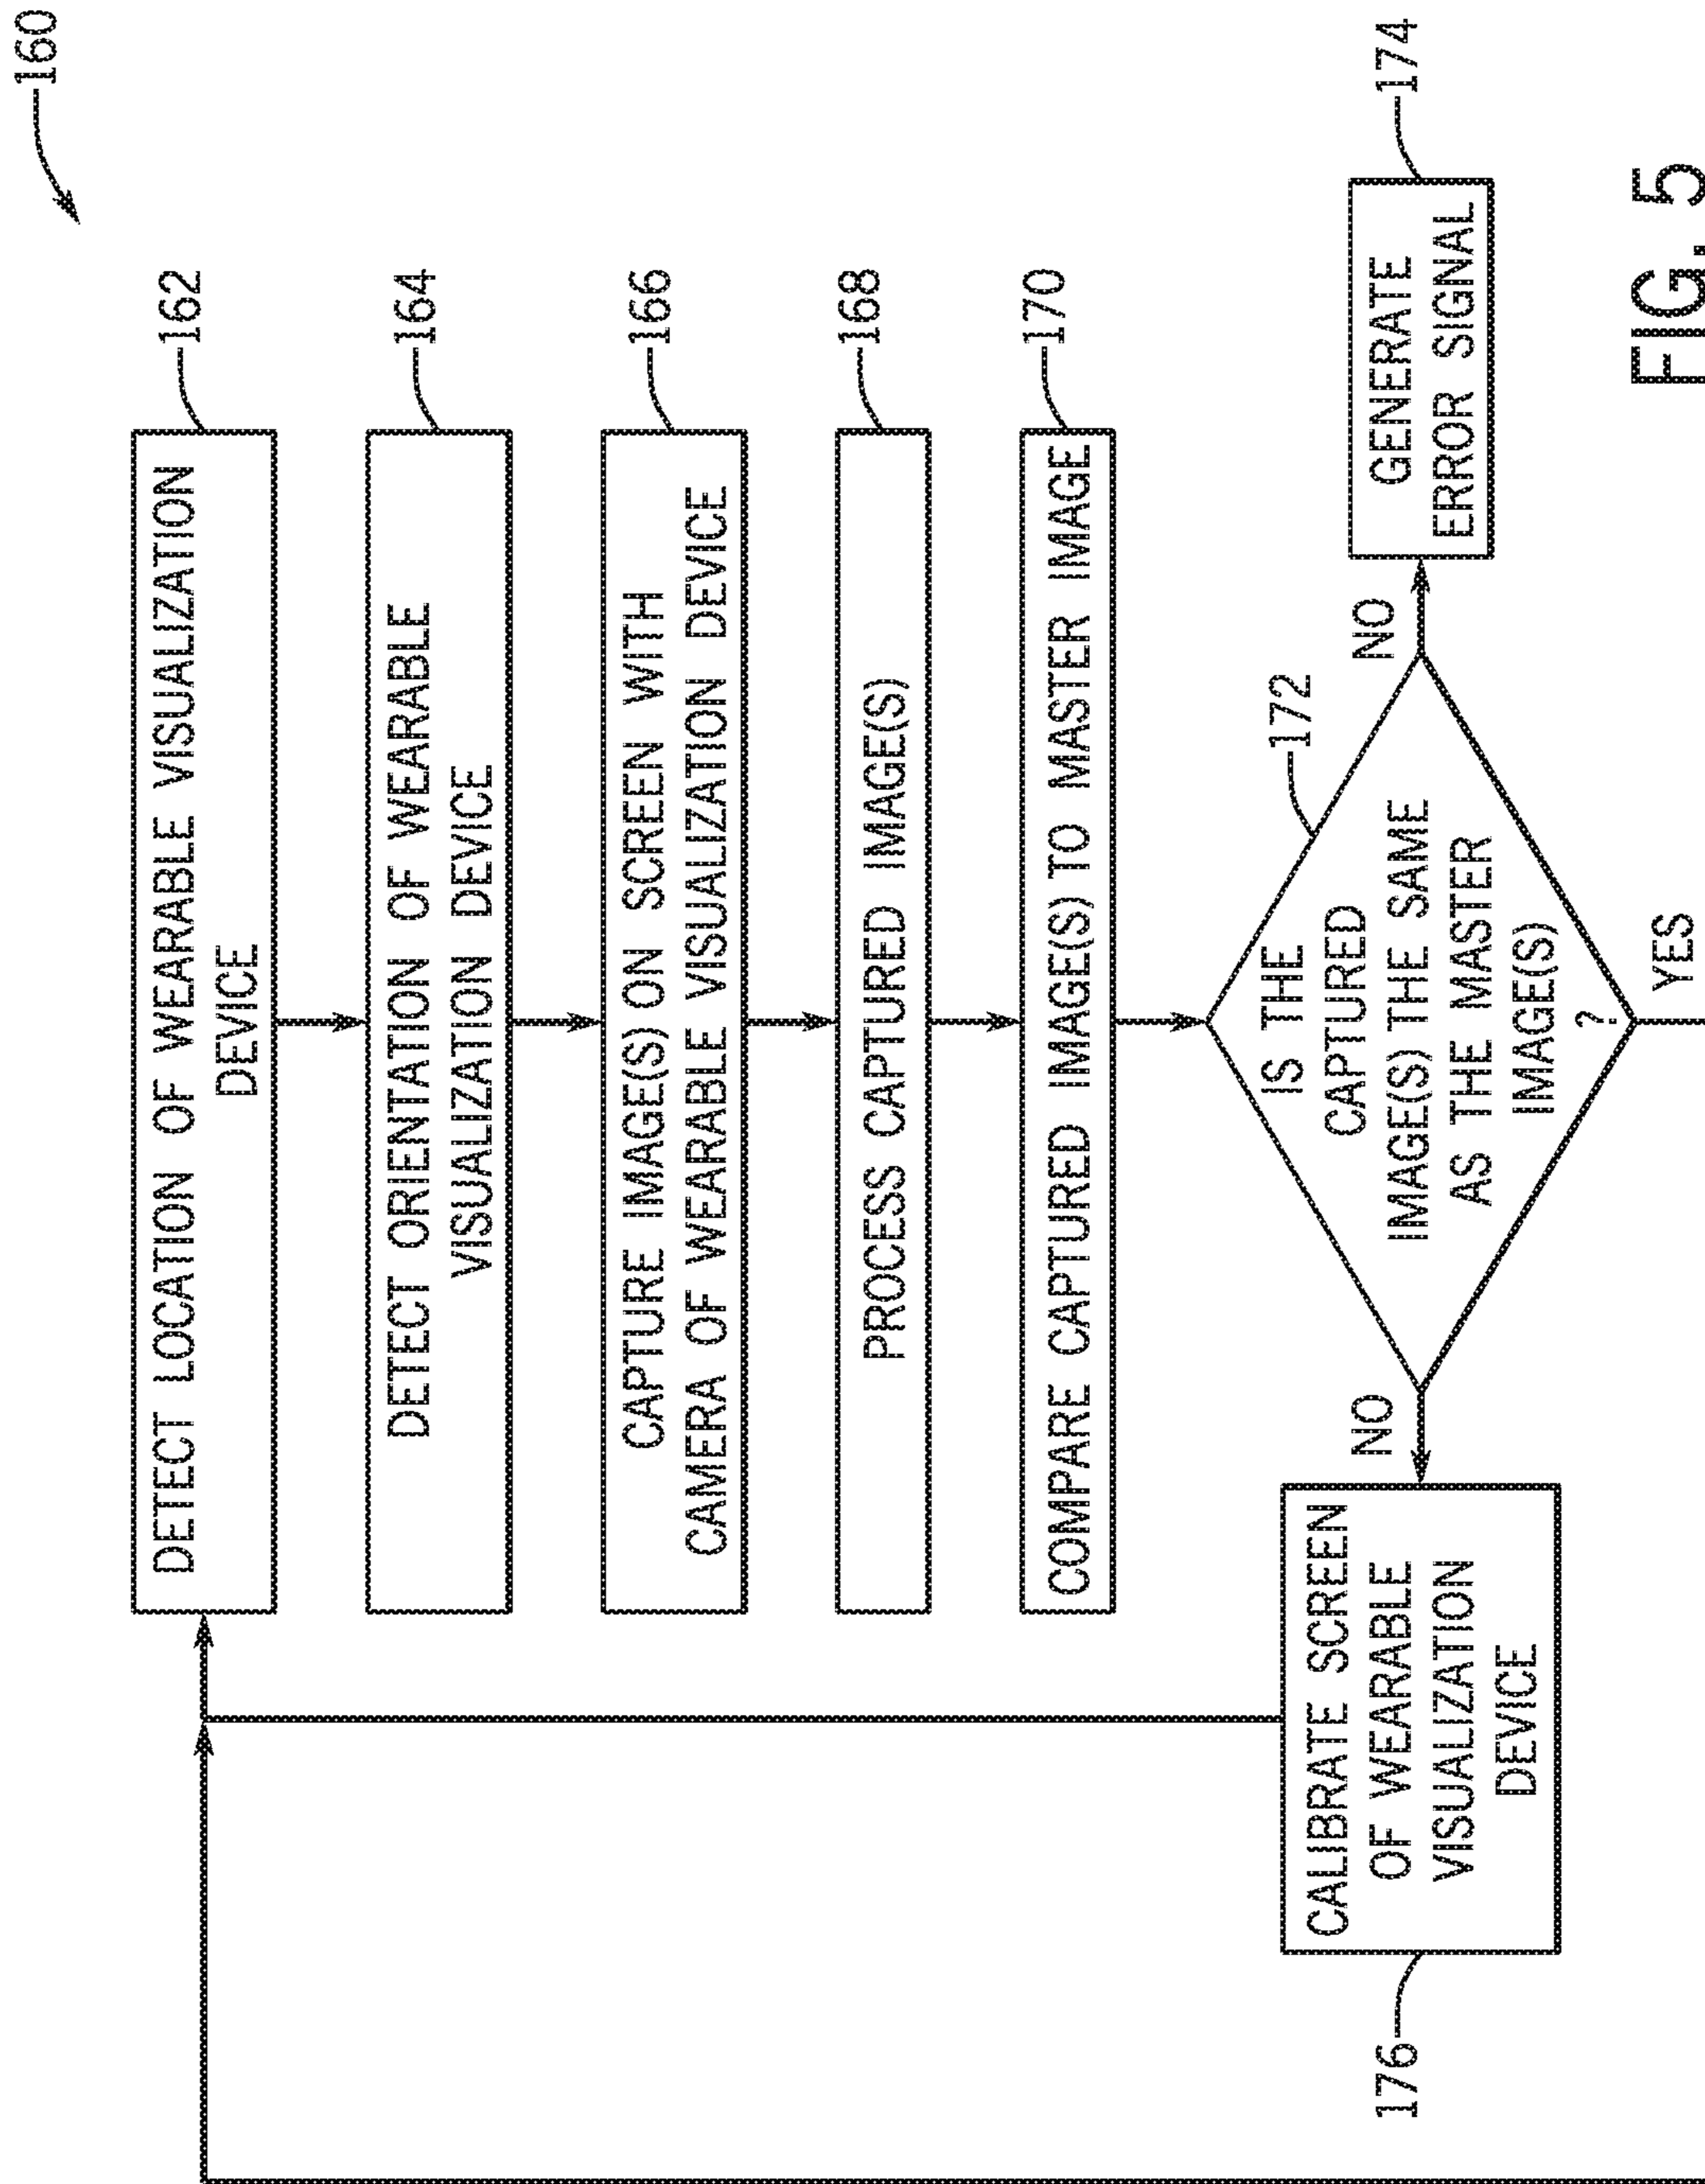 160
DETECT LOCATION OF WEARABLE VISUALIZATION
DEVICE
162
DETECT ORIENTATION OF WEARABLE
VISUALIZATION DEVICE
164
CAPTURE IMAGE(S) ON SCREEN WITH
CAMERA OF WEARABLE VISUALIZATION DEVICE
166
PROCESS CAPTURED IMAGE(S)
168
COMPARE CAPTURED IMAGE(S) TO MASTER IMAGE
170
IS THE
CAPTURED
IMAGE(S) THE SAME
AS THE MASTER
IMAGE(S)
?
172
NO
CALIBRATE SCREEN
OF WEARABLE
VISUALIZATION
DEVICE
176
NO
GENERATE
ERROR SIGNAL
174
YES
FIG. 5